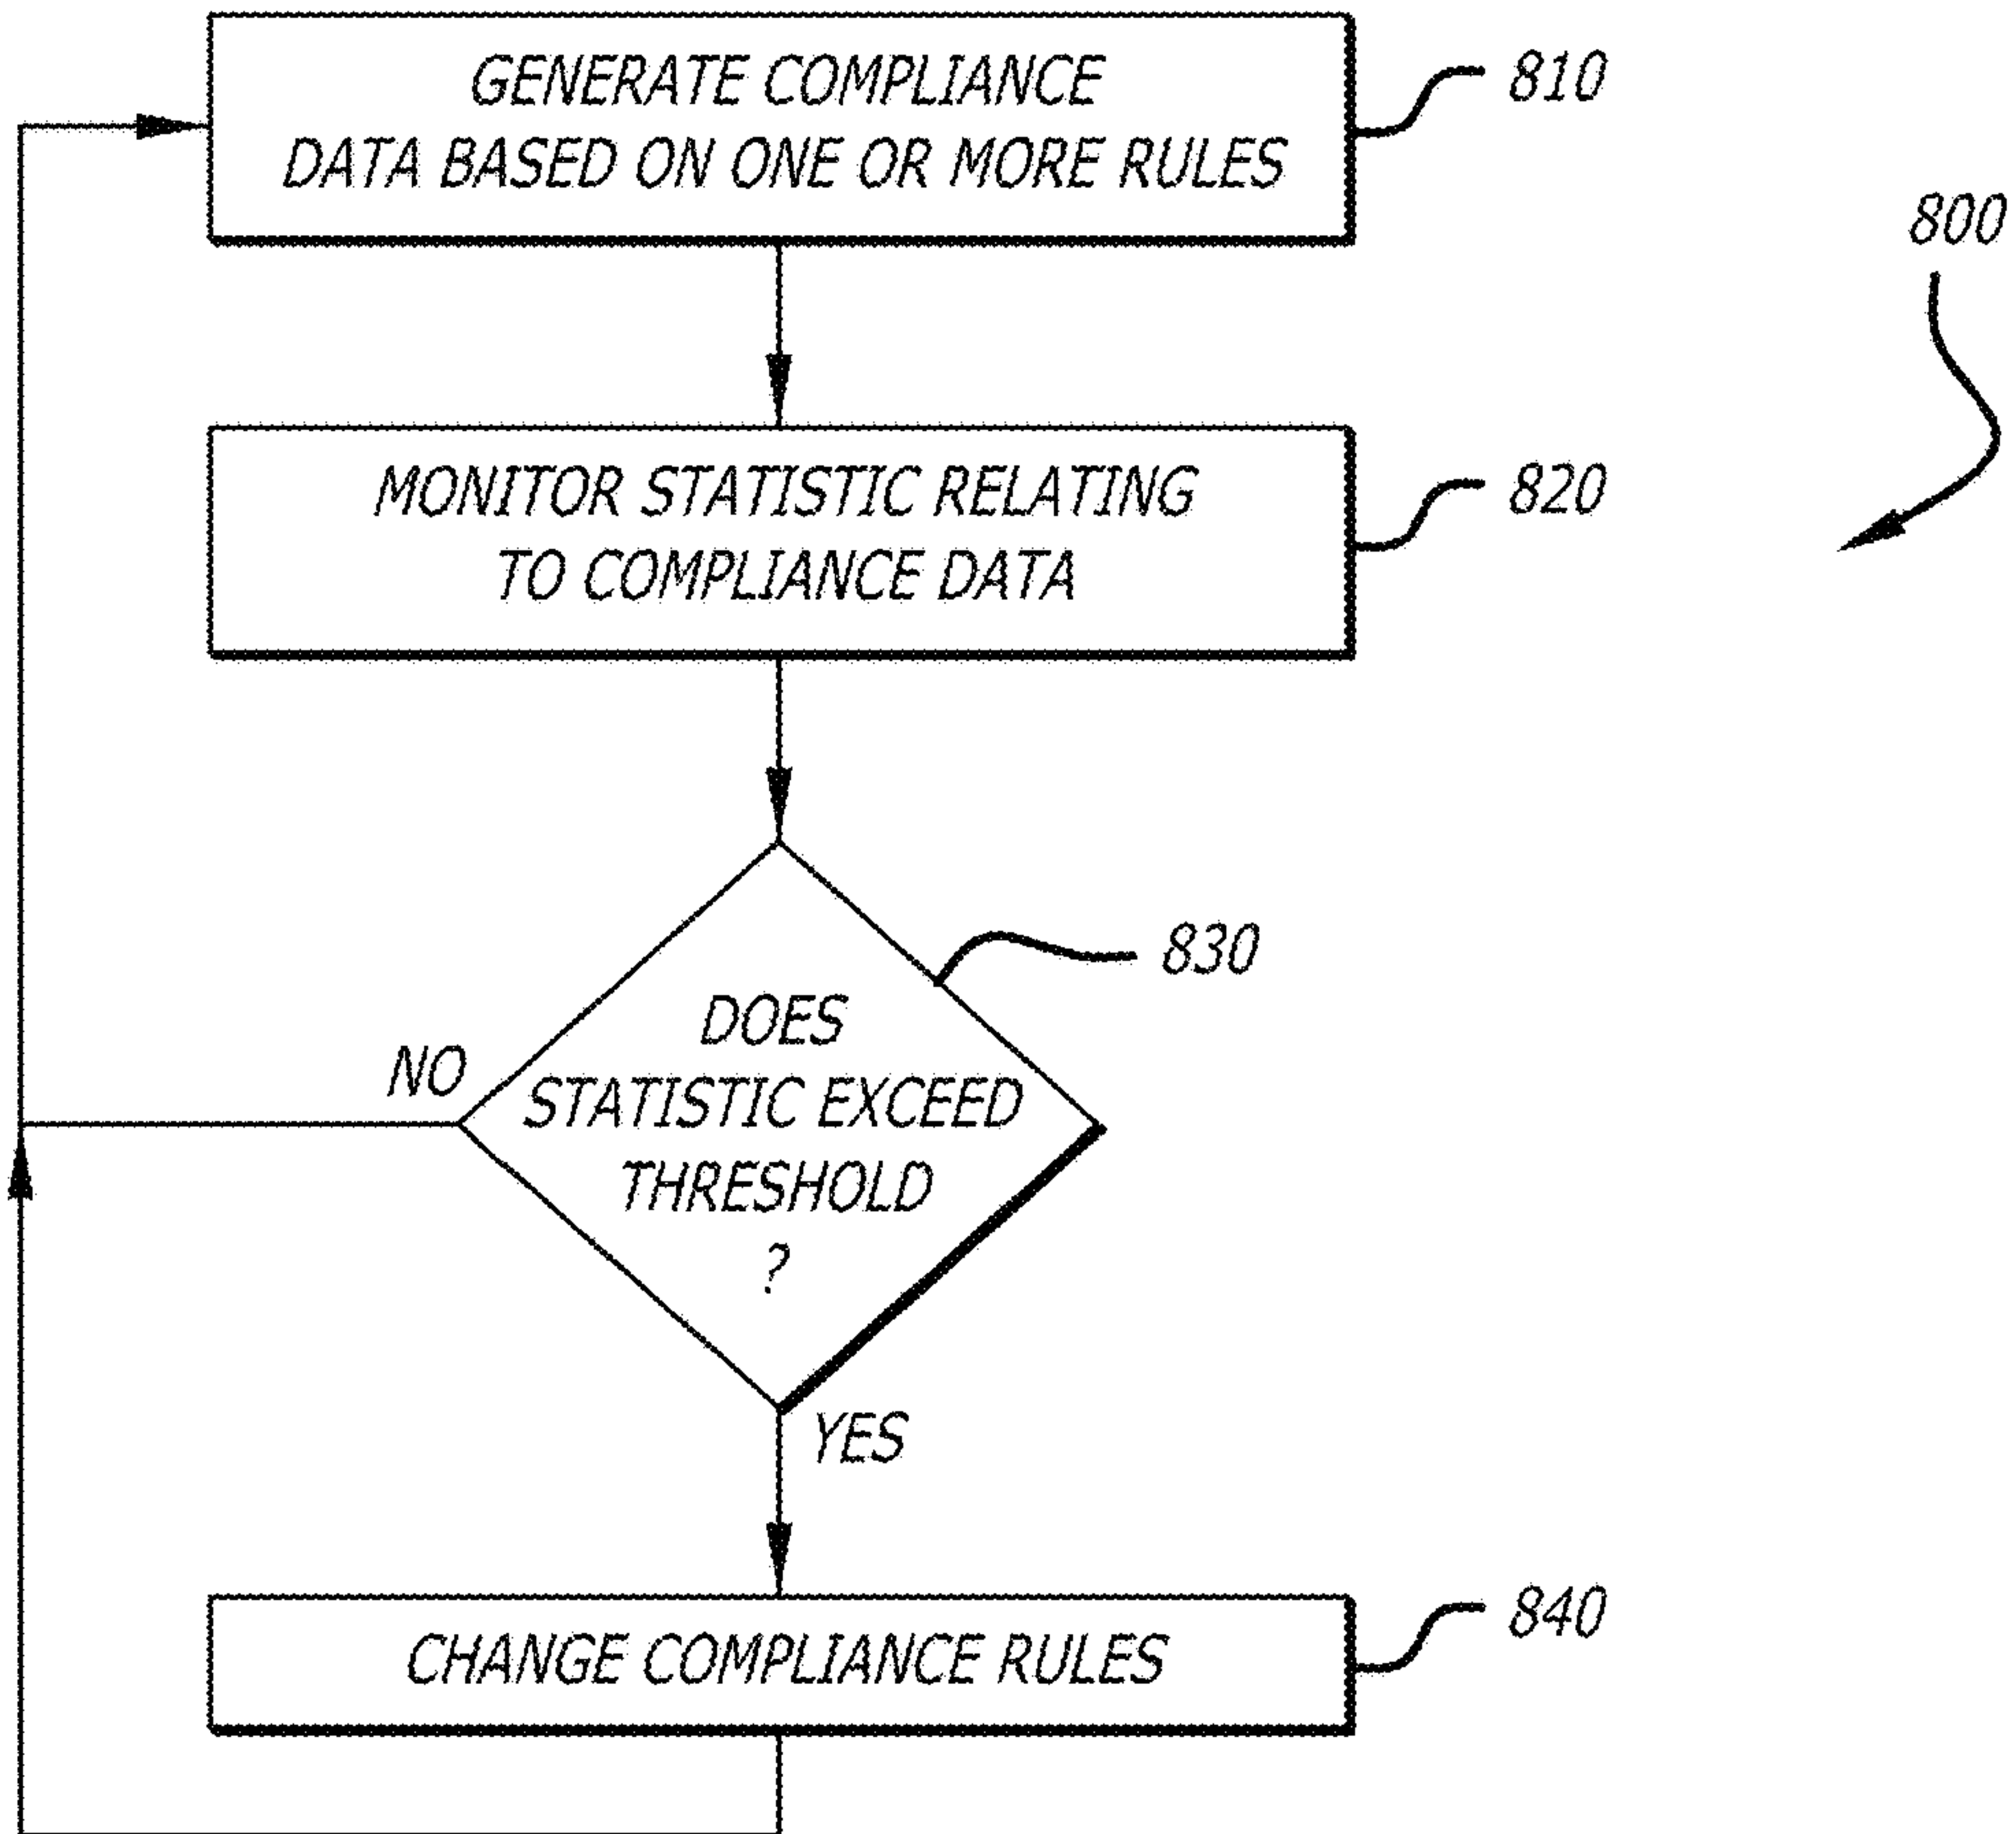 GENERATE COMPLIANCE
DATA BASED ON ONE OR MORE RULES
810
800
MONITOR STATISTIC RELATING
TO COMPLIANCE DATA
820
830
DOES
STATISTIC EXCEED
THRESHOLD
?
NO
YES
CHANGE COMPLIANCE RULES
840